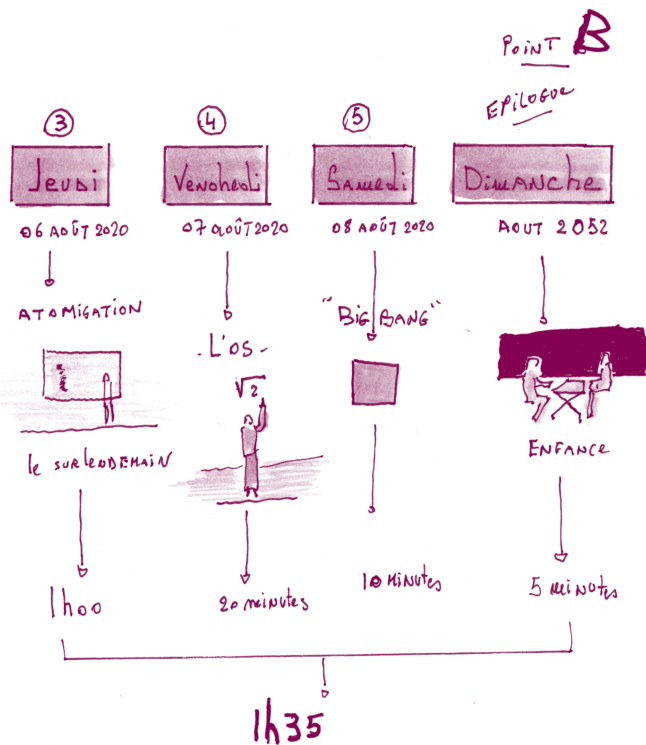 POINT B
EPILOGUE
3
4
5
Jeudi
Vendredi
Samedi
Dimanche
06 AOÛT 2020
07 AOÛT 2020
08 AOÛT 2020
AOUT 2052
ATOMISATION
"BIG BANG"
- L'OS -
√2
le SURLENDEMAIN
ENFANCE
1h00
20 minutes
10 MINUTES
5 minutes
1h35